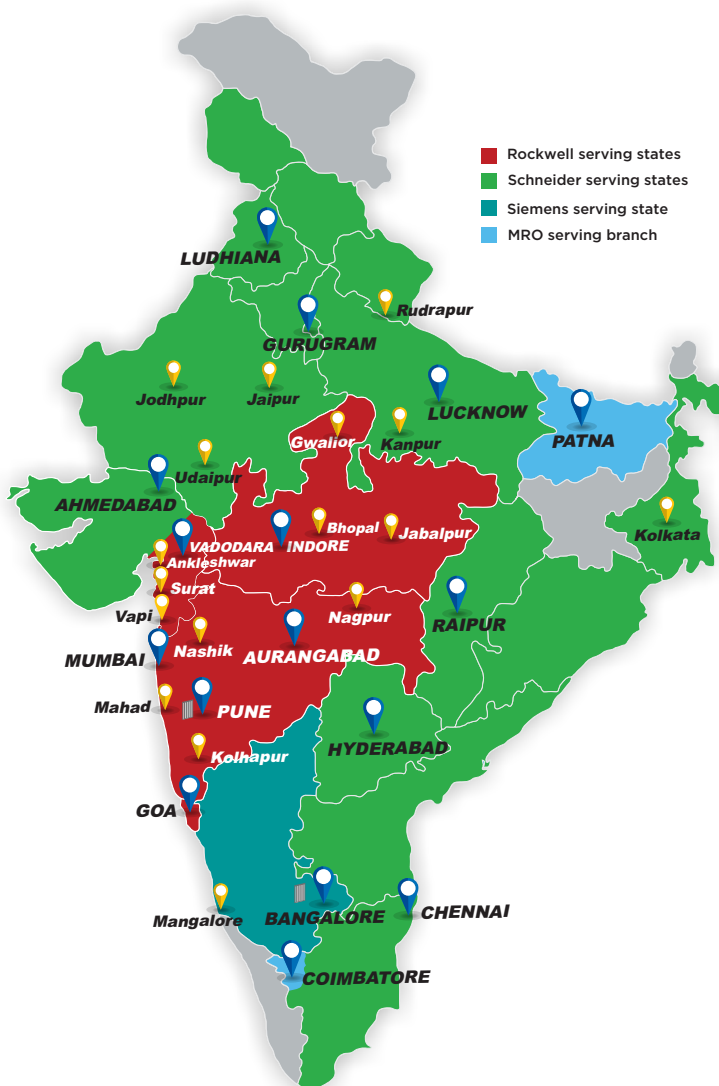 Rockwell serving states
Schneider serving states
Siemens serving state
MRO serving branch
LUDHIANA
Rudrapur
GURUGRAM
Jodhpur
Jaipur
LUCKNOW
Gwalior
Kanpur
PATNA
Udaipur
AHMEDABAD
Bhopal
Jabalpur
Kolkata
VADODARA
INDORE
Ankleshwar
Surat
Vapi
Nagpur
RAIPUR
Nashik
AURANGABAD
MUMBAI
Mahad
PUNE
HYDERABAD
Kolhapur
GOA
Mangalore
BANGALORE
CHENNAI
COIMBATORE